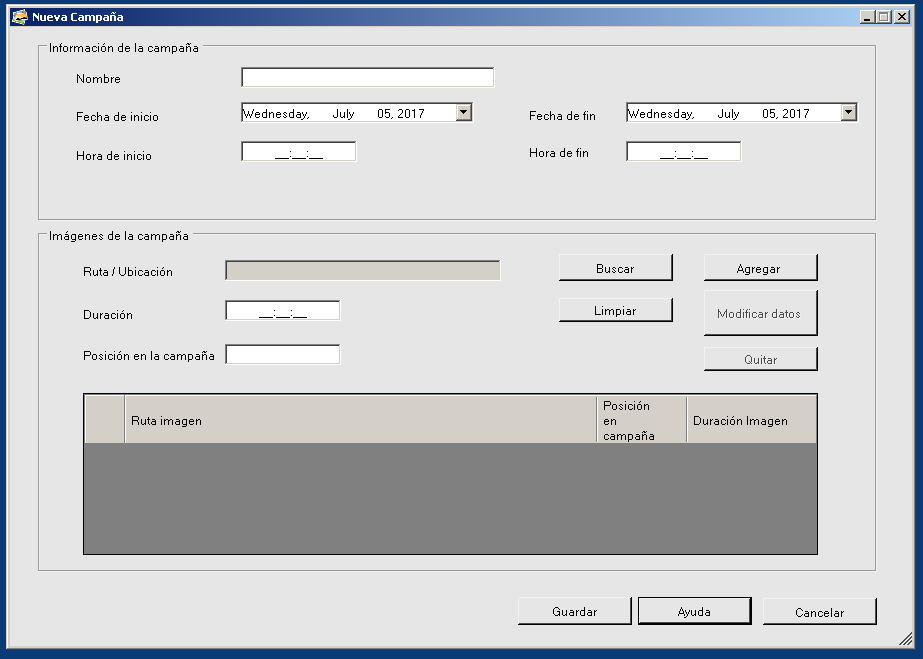 Nueva Campaña
Información de la campaña
Nombre
Fecha de inicio
Wednesday, July 05, 2017
Fecha de fin
Wednesday, July 05, 2017
Hora de inicio
__:__:__
Hora de fin
__:__:__
Imágenes de la campaña
Ruta / Ubicación
Buscar
Agregar
Duración
__:__:__
Limpiar
Modificar datos
Posición en la campaña
Quitar
Ruta imagen
Posición
en
campaña
Duración Imagen
Guardar
Ayuda
Cancelar